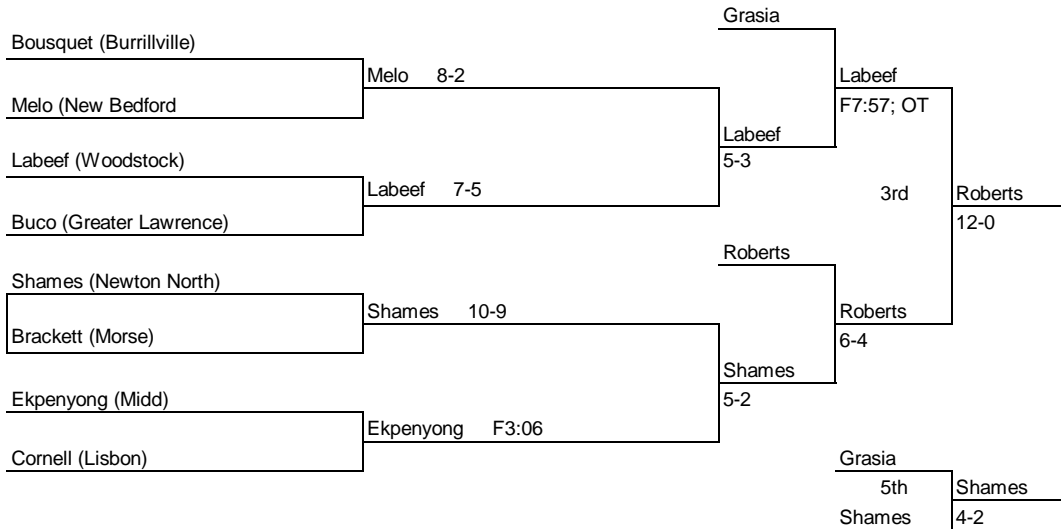 Grasia
Bousquet (Burrillville)
Melo 8-2
Labeef
Melo (New Bedford
F7:57; OT
Labeef
5-3
Labeef (Woodstock)
Labeef 7-5
3rd
Roberts
Buco (Greater Lawrence)
12-0
Roberts
Shames (Newton North)
Shames 10-9
Roberts
Brackett (Morse)
6-4
Shames
5-2
Ekpenyong (Midd)
Ekpenyong F3:06
Cornell (Lisbon)
Grasia
5th
Shames
Shames
4-2